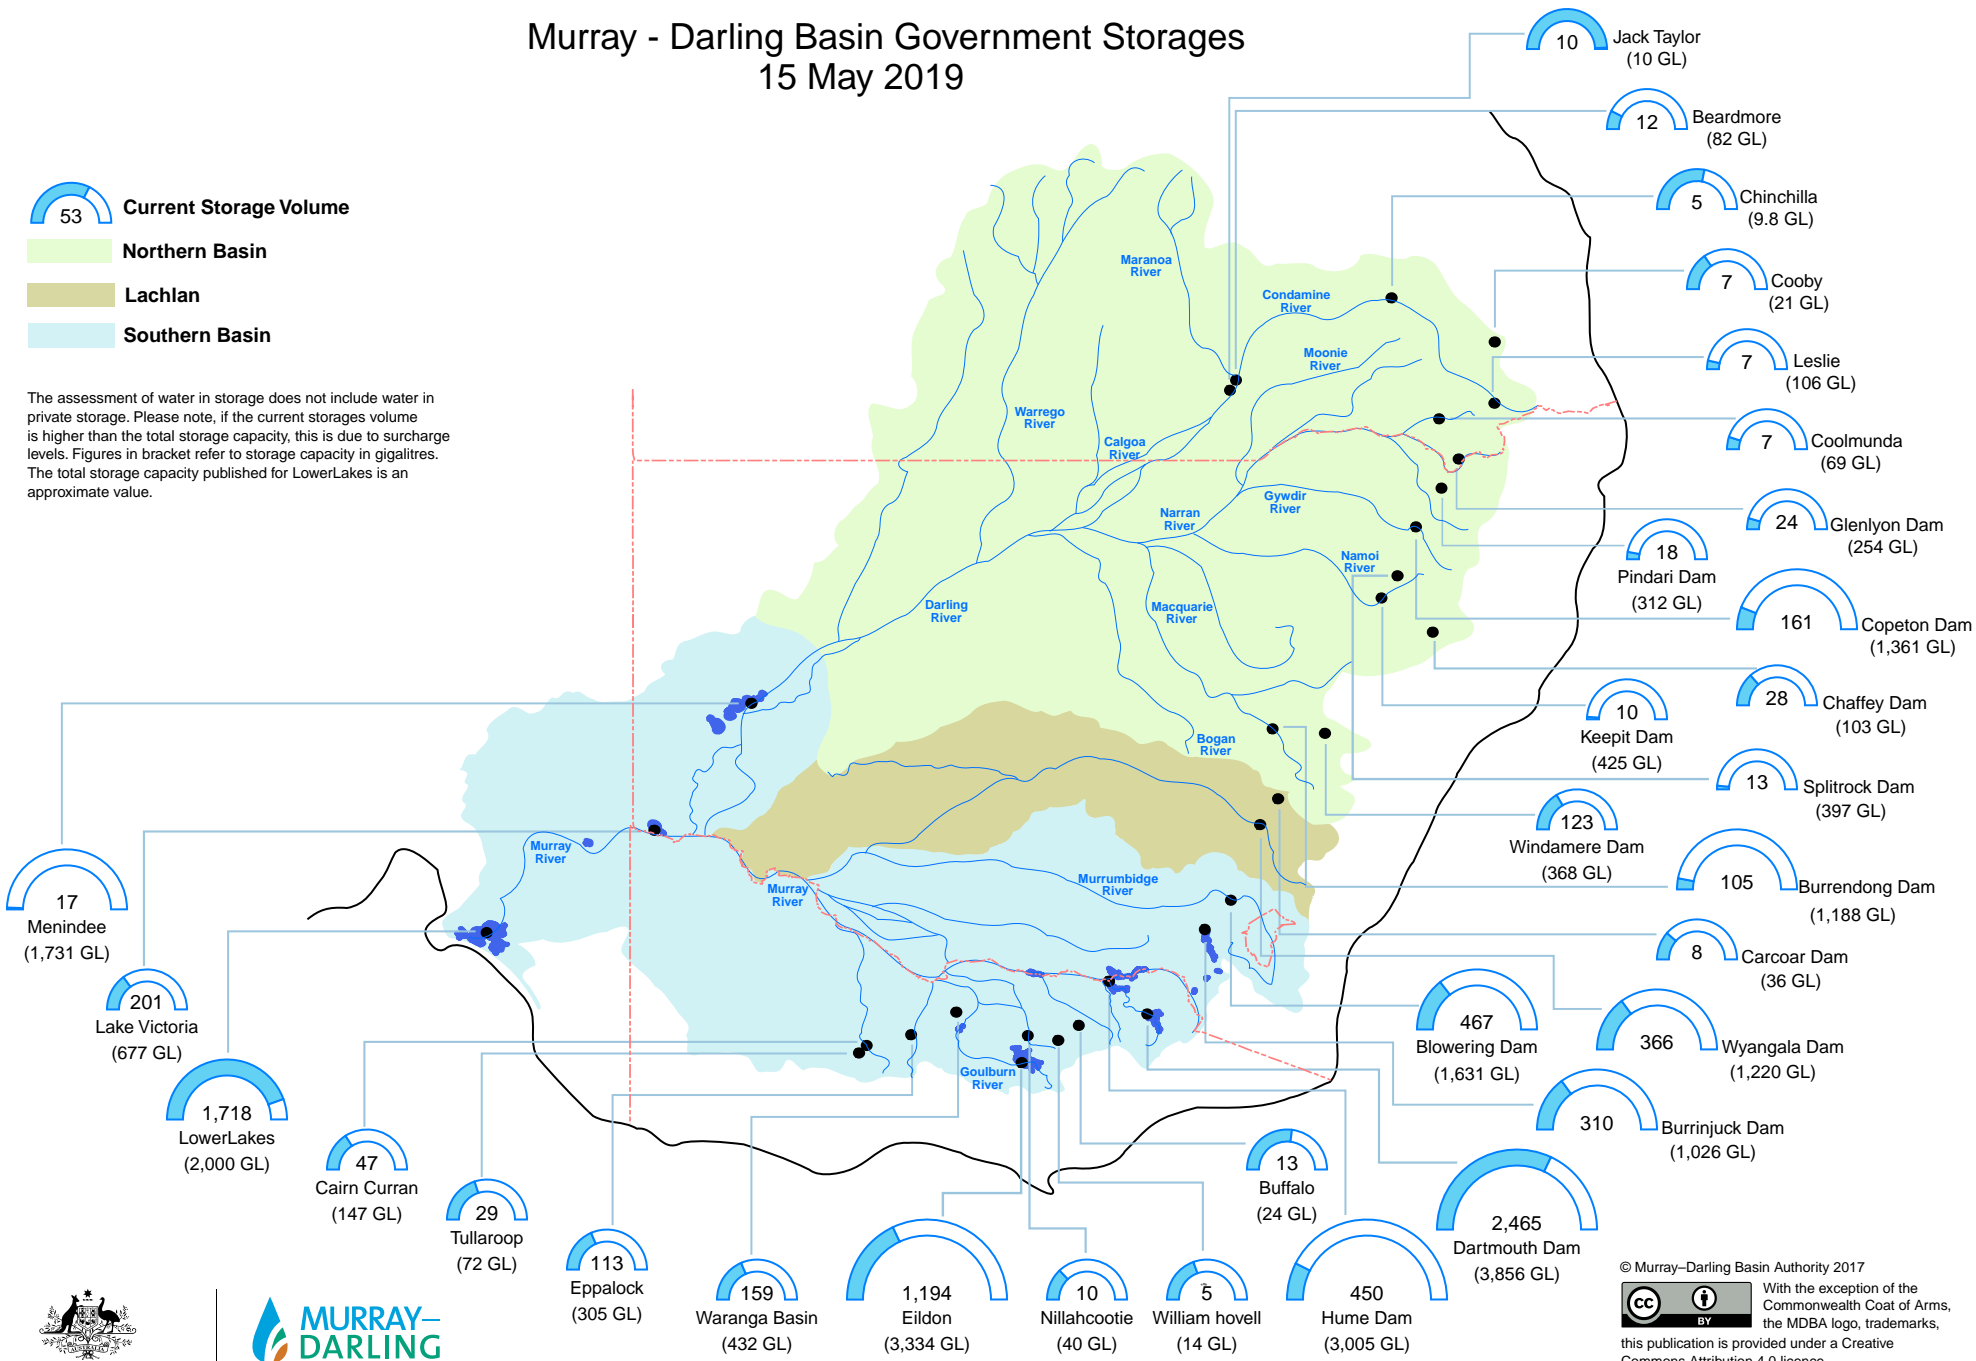 Murray - Darling Basin Government Storages
15 May 2019
53
Current Storage Volume
Northern Basin
Lachlan
Southern Basin
The assessment of water in storage does not include water in
private storage. Please note, if the current storages volume
is higher than the total storage capacity, this is due to surcharge
levels. Figures in bracket refer to storage capacity in gigalitres.
The total storage capacity published for LowerLakes is an
approximate value.
10
Jack Taylor
(10 GL)
12
Beardmore
(82 GL)
5
Chinchilla
(9.8 GL)
7
Cooby
(21 GL)
7
Leslie
(106 GL)
7
Coolmunda
(69 GL)
24
Glenlyon Dam
(254 GL)
18
Pindari Dam
(312 GL)
161
Copeton Dam
(1,361 GL)
28
Chaffey Dam
(103 GL)
10
Keepit Dam
(425 GL)
13
Splitrock Dam
(397 GL)
123
Windamere Dam
(368 GL)
105
Burrendong Dam
(1,188 GL)
8
Carcoar Dam
(36 GL)
467
Blowering Dam
(1,631 GL)
366
Wyangala Dam
(1,220 GL)
310
Burrinjuck Dam
(1,026 GL)
2,465
Dartmouth Dam
(3,856 GL)
Maranoa
River
Condamine
River
Moonie
River
Warrego
River
Calgoa
River
Gywdir
River
Narran
River
Namoi
River
Darling
River
Macquarie
River
Bogan
River
Murray
River
Murray
River
Murrumbidge
River
Goulburn
River
17
Menindee
(1,731 GL)
201
Lake Victoria
(677 GL)
1,718
LowerLakes
(2,000 GL)
47
Cairn Curran
(147 GL)
29
Tullaroop
(72 GL)
113
Eppalock
(305 GL)
159
Waranga Basin
(432 GL)
1,194
Eildon
(3,334 GL)
10
Nillahcootie
(40 GL)
5
William hovell
(14 GL)
13
Buffalo
(24 GL)
450
Hume Dam
(3,005 GL)
AUSTRALIA
MURRAY–
DARLING
© Murray–Darling Basin Authority 2017
cc
BY
With the exception of the
Commonwealth Coat of Arms,
the MDBA logo, trademarks,
this publication is provided under a Creative
Commons Attribution 4.0 licence